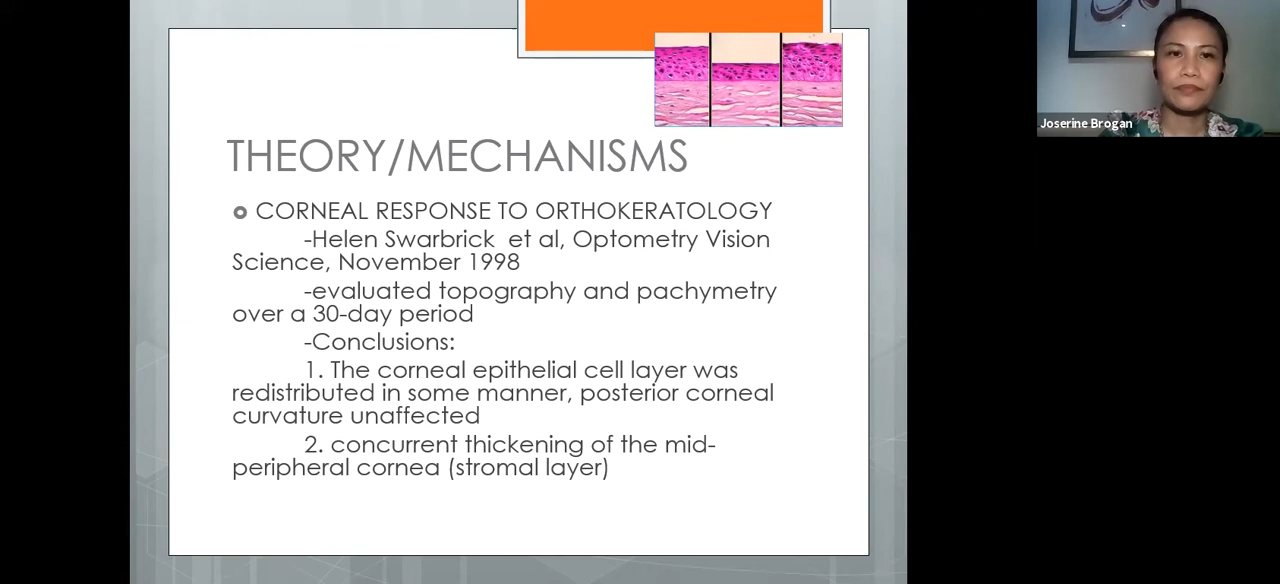 THEORY/MECHANISMS
CORNEAL RESPONSE TO ORTHOKERATOLOGY
-Helen Swarbrick et al, Optometry Vision
Science, November 1998
-evaluated topography and pachymetry
over a 30-day period
-Conclusions:
1. The corneal epithelial cell layer was
redistributed in some manner, posterior corneal
curvature unaffected
2. concurrent thickening of the mid-
peripheral cornea (stromal layer)
Joserine Brogan